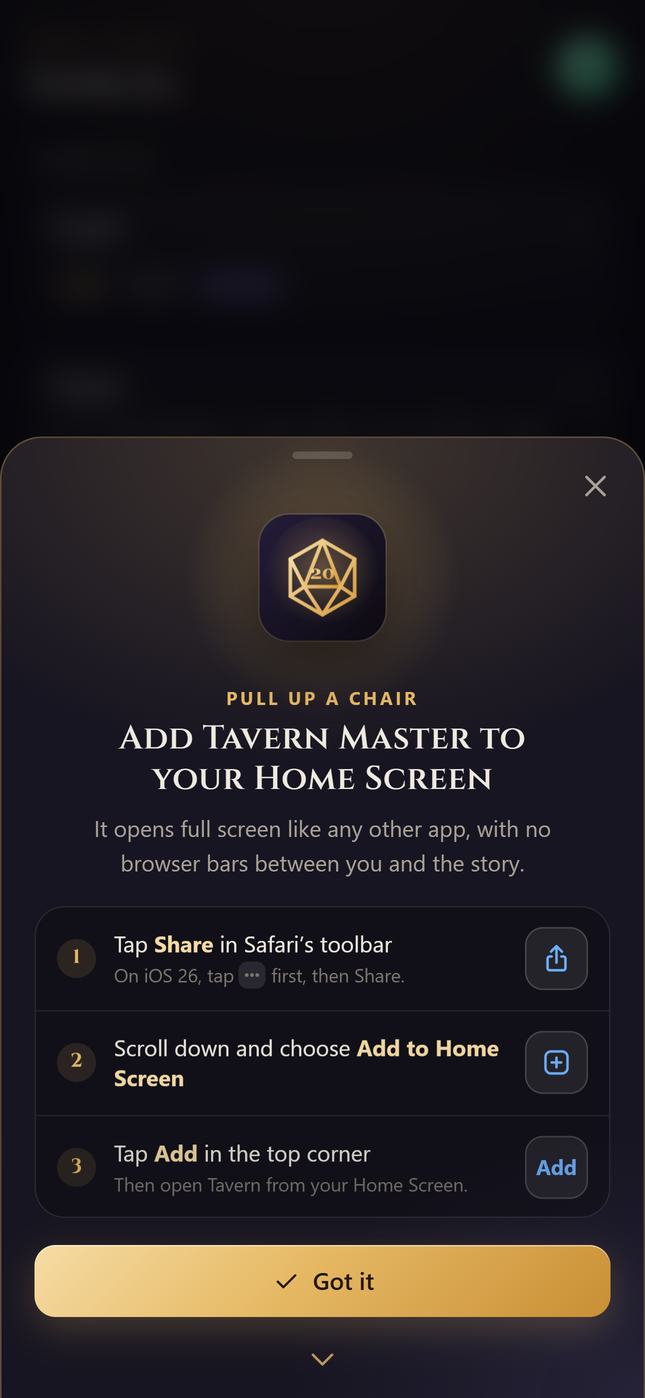 20
PULL UP A CHAIR
Add Tavern Master to
your Home Screen
It opens full screen like any other app, with no
browser bars between you and the story.
1
Tap Share in Safari’s toolbar
On iOS 26, tap ••• first, then Share.
2
Scroll down and choose Add to Home
Screen
3
Tap Add in the top corner
Then open Tavern from your Home Screen.
Add
Got it